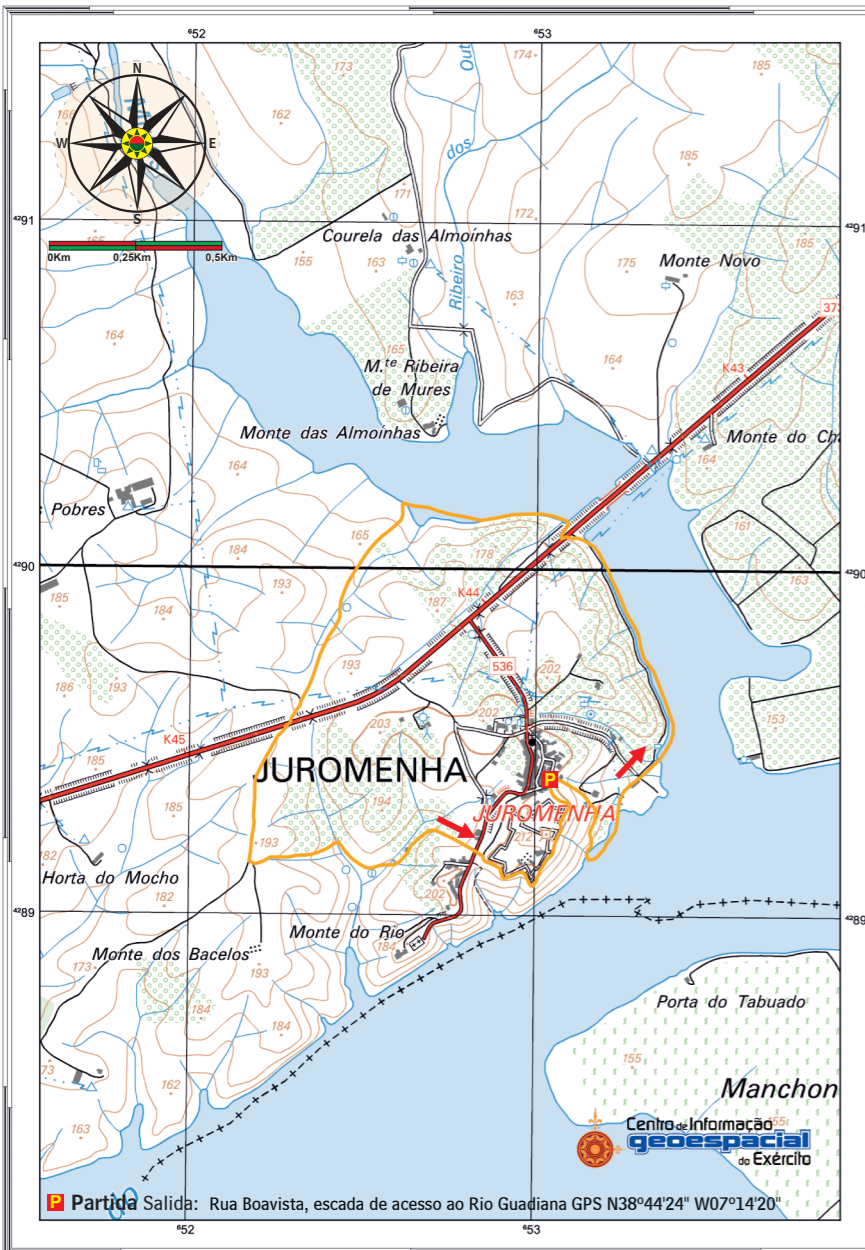 ⁶52
⁶53
N
W
E
S
0Km 0,25Km 0,5Km
173
162
174
Out
dos
Ribeiro
185
185
171
172
⁴²91
⁴²91
Courela das Almoínhas
155
163
165
175
Monte Novo
185
163
164
373
164
165
M.ᵗᵉ Ribeira
de Mures
K43
Monte das Almoínhas
164
164
Monte do Ch
s Pobres
165
184
178
161
⁴²90
⁴²90
185
193
184
K44
187
163
193
536
202
186
193
203
202
153
185
K45
JUROMENHA
P
194
JUROMENHA
185
193
212
182
Horta do Mocho
182
202
⁴²89
⁴²89
Monte do Rio
184
Monte dos Bacelos
173
193
184
184
Porta do Tabuado
155
73
162
Manchon
163
155
Centro de Informação
geoespacial
do Exército
P Partida Salida: Rua Boavista, escada de acesso ao Rio Guadiana GPS N38º44'24" W07º14'20"
⁶52
⁶53